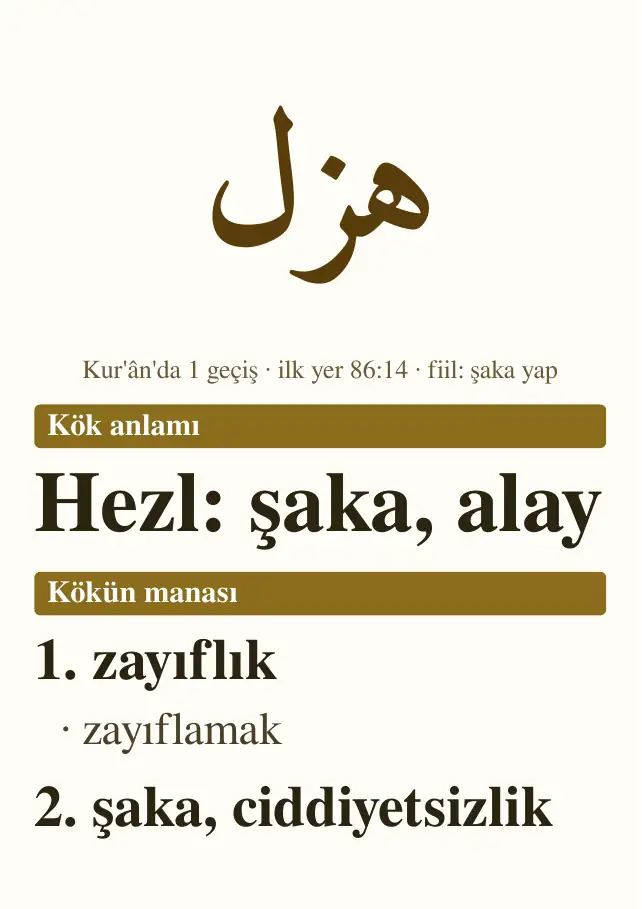 هزل
Kur'ân'da 1 geçiş · ilk yer 86:14 · fiil: şaka yap
Kök anlamı
Hezl: şaka, alay
Kökün manası
1. zayıflık
· zayıflamak
2. şaka, ciddiyetsizlik